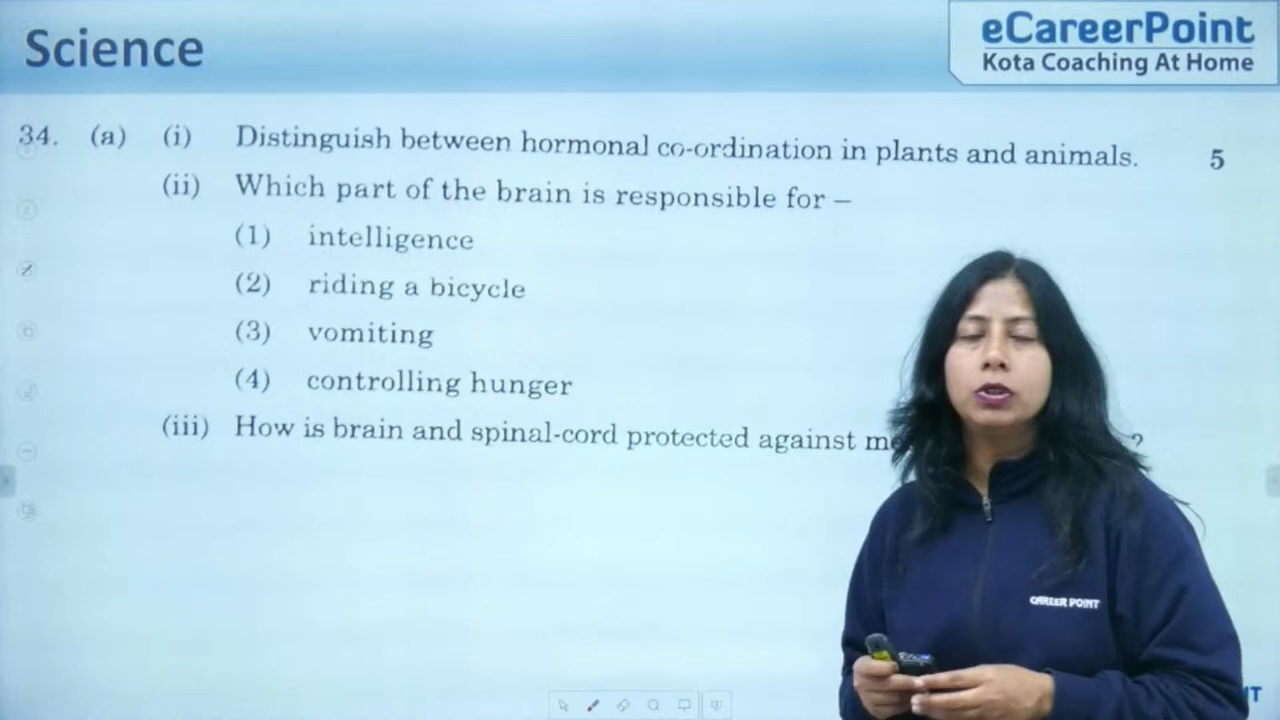 Science
eCareerPoint
Kota Coaching At Home
34. (a) (i) Distinguish between hormonal co-ordination in plants and animals. 5
(ii) Which part of the brain is responsible for –
(1) intelligence
(2) riding a bicycle
(3) vomiting
(4) controlling hunger
(iii) How is brain and spinal-cord protected against ?
CAREER POINT